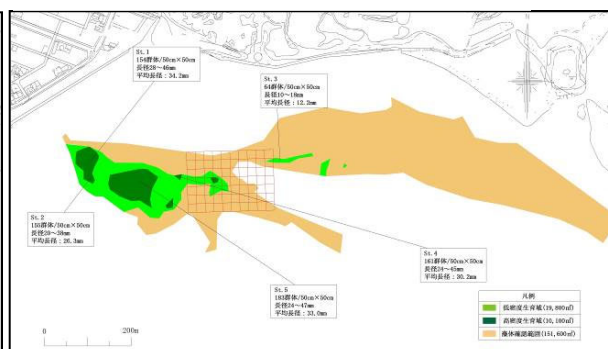 St.1
154群体/50cm×50cm
長径28～46mm
平均長径：34.2mm
St.3
64群体/50cm×50cm
長径10～18mm
平均長径：12.2mm
N
St.2
155群体/50cm×50cm
長径20～38mm
平均長径：26.3mm
St.4
161群体/50cm×50cm
長径24～45mm
平均長径：30.2mm
St.5
183群体/50cm×50cm
長径24～47mm
平均長径：33.0mm
凡例
低密度生育域(19,800㎡)
高密度生育域(10,100㎡)
藻体確認範囲(151,600㎡)
0
200m